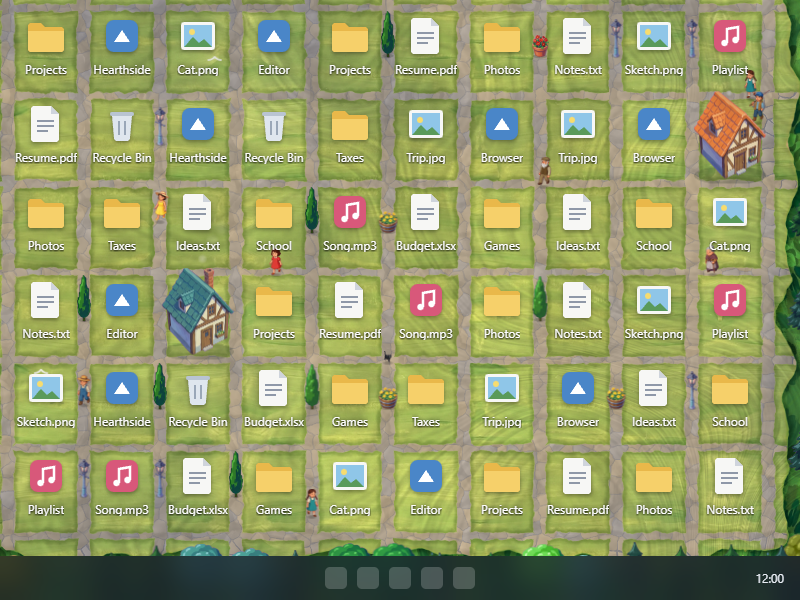 Projects Hearthside Cat.png Editor Projects Resume.pdf Photos Notes.txt Sketch.png Playlist
Resume.pdf Recycle Bin Hearthside Recycle Bin Taxes Trip.jpg Browser Trip.jpg Browser
Photos Taxes Ideas.txt School Song.mp3 Budget.xlsx Games Ideas.txt School Cat.png
Notes.txt Editor Projects Resume.pdf Song.mp3 Photos Notes.txt Sketch.png Playlist
Sketch.png Hearthside Recycle Bin Budget.xlsx Games Taxes Trip.jpg Browser Ideas.txt School
Playlist Song.mp3 Budget.xlsx Games Cat.png Editor Projects Resume.pdf Photos Notes.txt
12:00